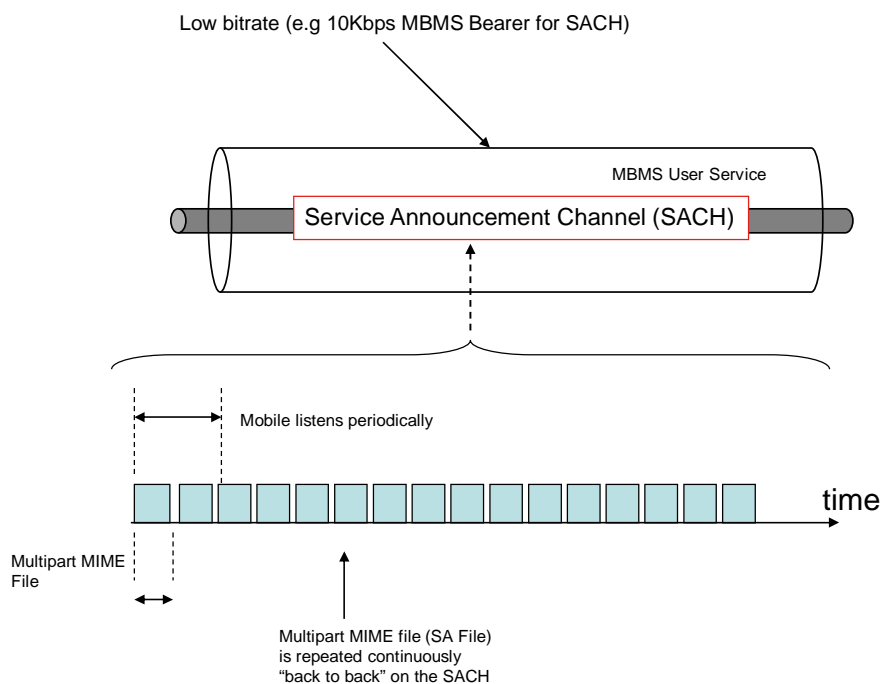 Low bitrate (e.g 10Kbps MBMS Bearer for SACH)
MBMS User Service
Service Announcement Channel (SACH)
Mobile listens periodically
time
Multipart MIME
File
Multipart MIME file (SA File)
is repeated continuously
“back to back” on the SACH